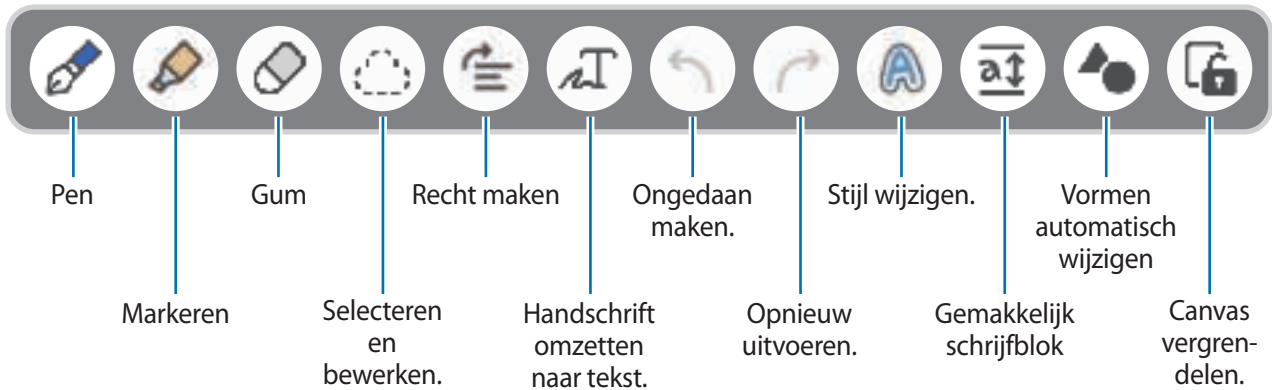 Pen
Gum
Recht maken
Ongedaan
maken.
Stijl wijzigen.
Vormen
automatisch
wijzigen
Markeren
Selecteren
en
bewerken.
Handschrift
omzetten
naar tekst.
Opnieuw
uitvoeren.
Gemakkelijk
schrijfblok
Canvas
vergren-
delen.